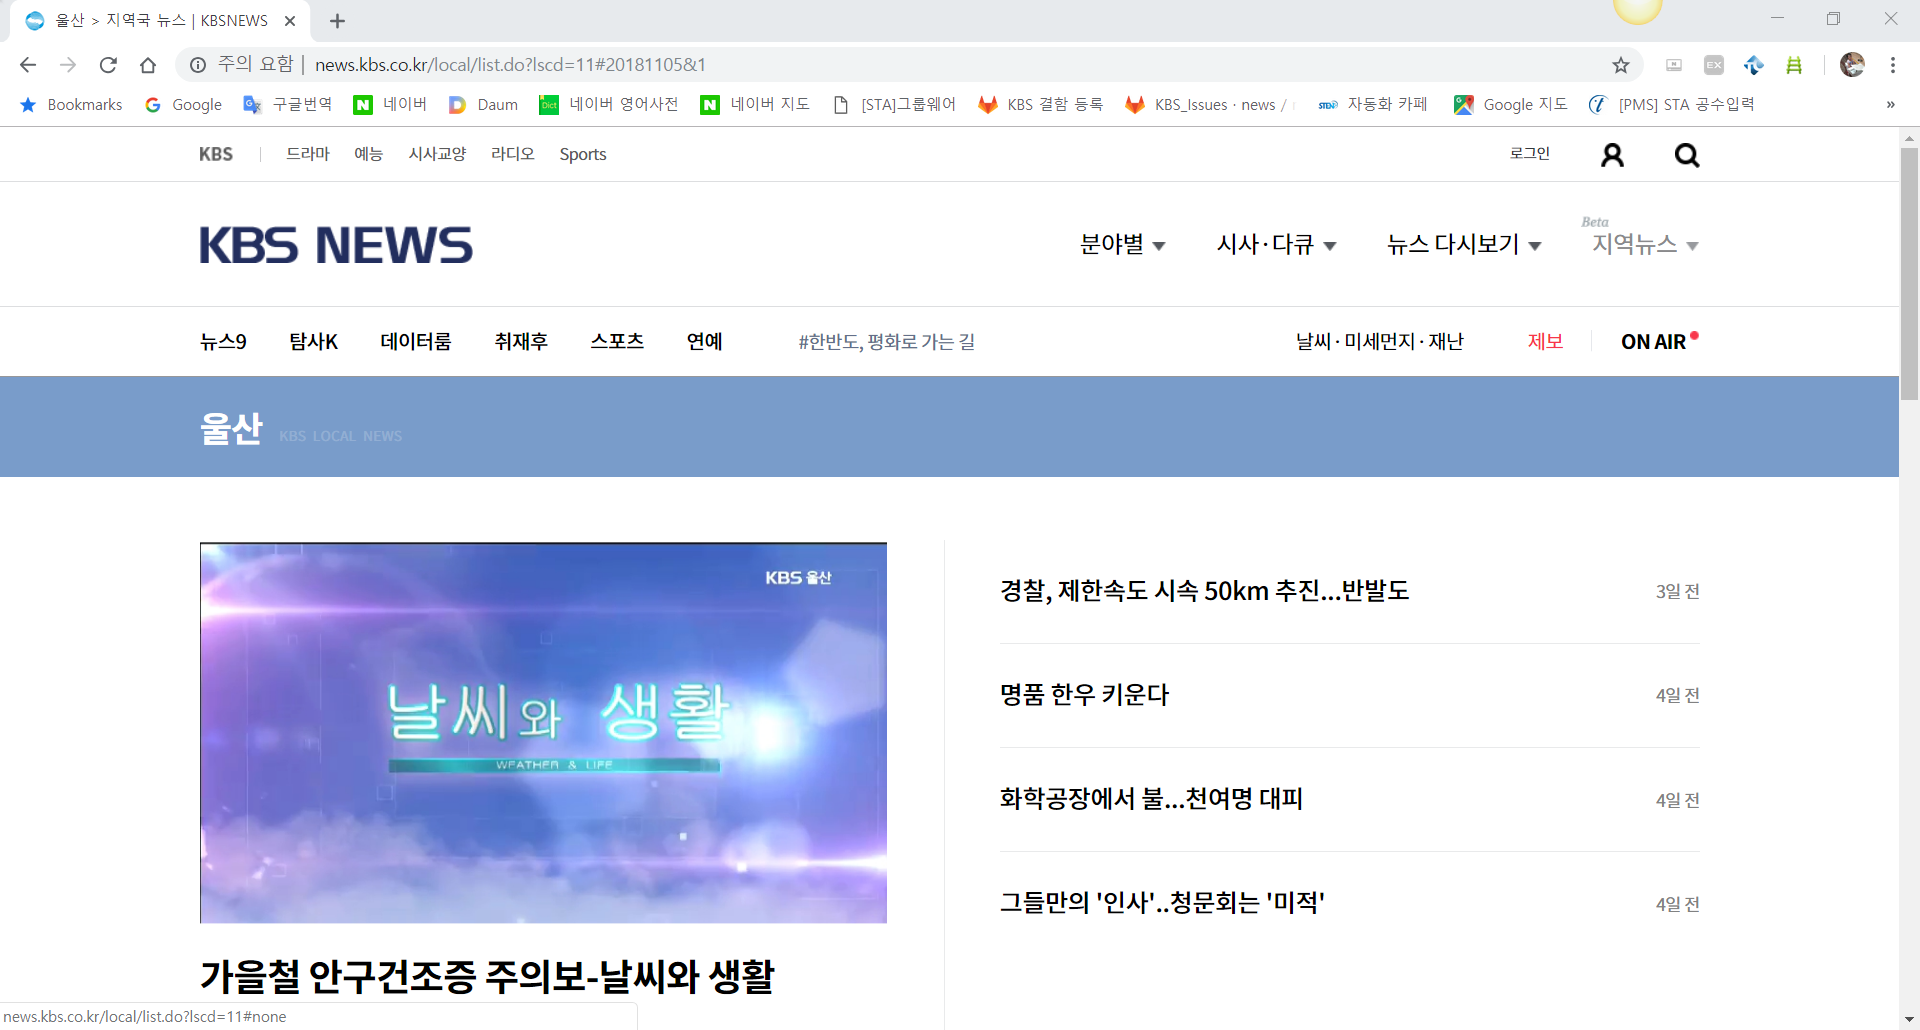 울산 > 지역국 뉴스 | KBSNEWS
주의 요함 | news.kbs.co.kr/local/list.do?lscd=11#20181105&1
EX
Bookmarks Google 구글번역 네이버 Daum 네이버 영어사전 네이버 지도 [STA]그룹웨어 KBS 결함 등록 KBS_Issues · news / 자동화 카페 Google 지도 [PMS] STA 공수입력 »
KBS 드라마 예능 시사교양 라디오 Sports 로그인
Beta
KBS NEWS 분야별 시사·다큐 뉴스 다시보기 지역뉴스
뉴스9 탐사K 데이터룸 취재후 스포츠 연예 #한반도, 평화로 가는 길 날씨·미세먼지·재난 제보 ON AIR
울산 KBS LOCAL NEWS
KBS 울산
날씨와 생활
WEATHER & LIFE
가을철 안구건조증 주의보-날씨와 생활
경찰, 제한속도 시속 50km 추진...반발도 3일 전
명품 한우 키운다 4일 전
화학공장에서 불...천여명 대피 4일 전
그들만의 '인사'..청문회는 '미적' 4일 전
news.kbs.co.kr/local/list.do?lscd=11#none